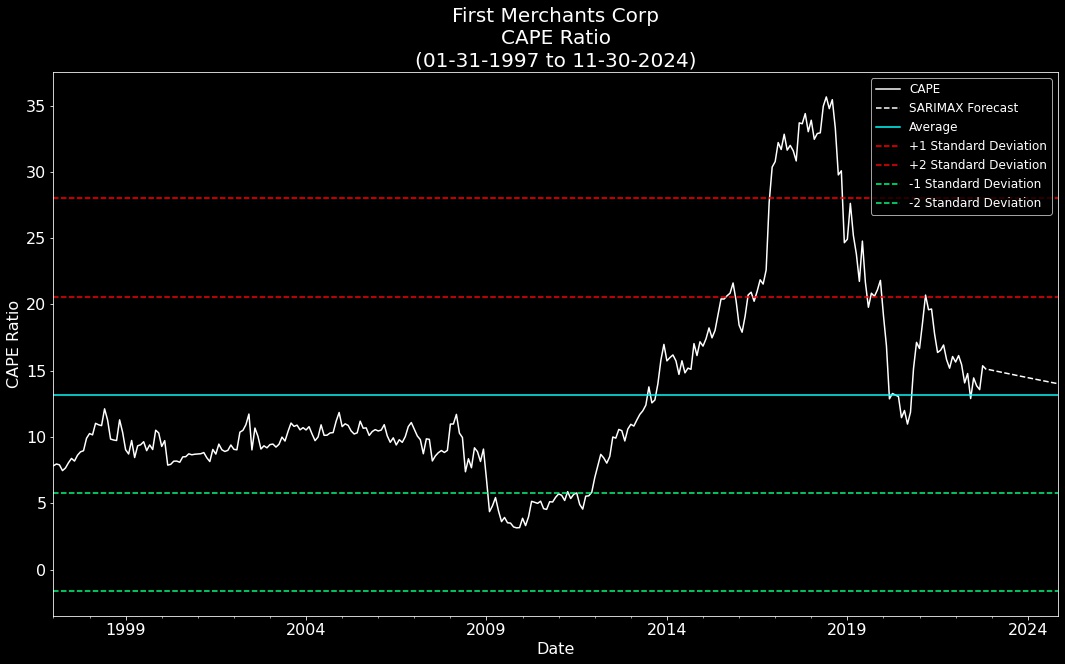 First Merchants Corp
CAPE Ratio
(01-31-1997 to 11-30-2024)
CAPE
SARIMAX Forecast
Average
+1 Standard Deviation
+2 Standard Deviation
-1 Standard Deviation
-2 Standard Deviation
35
30
25
20
15
10
5
0
CAPE Ratio
1999 2004 2009 2014 2019 2024
Date